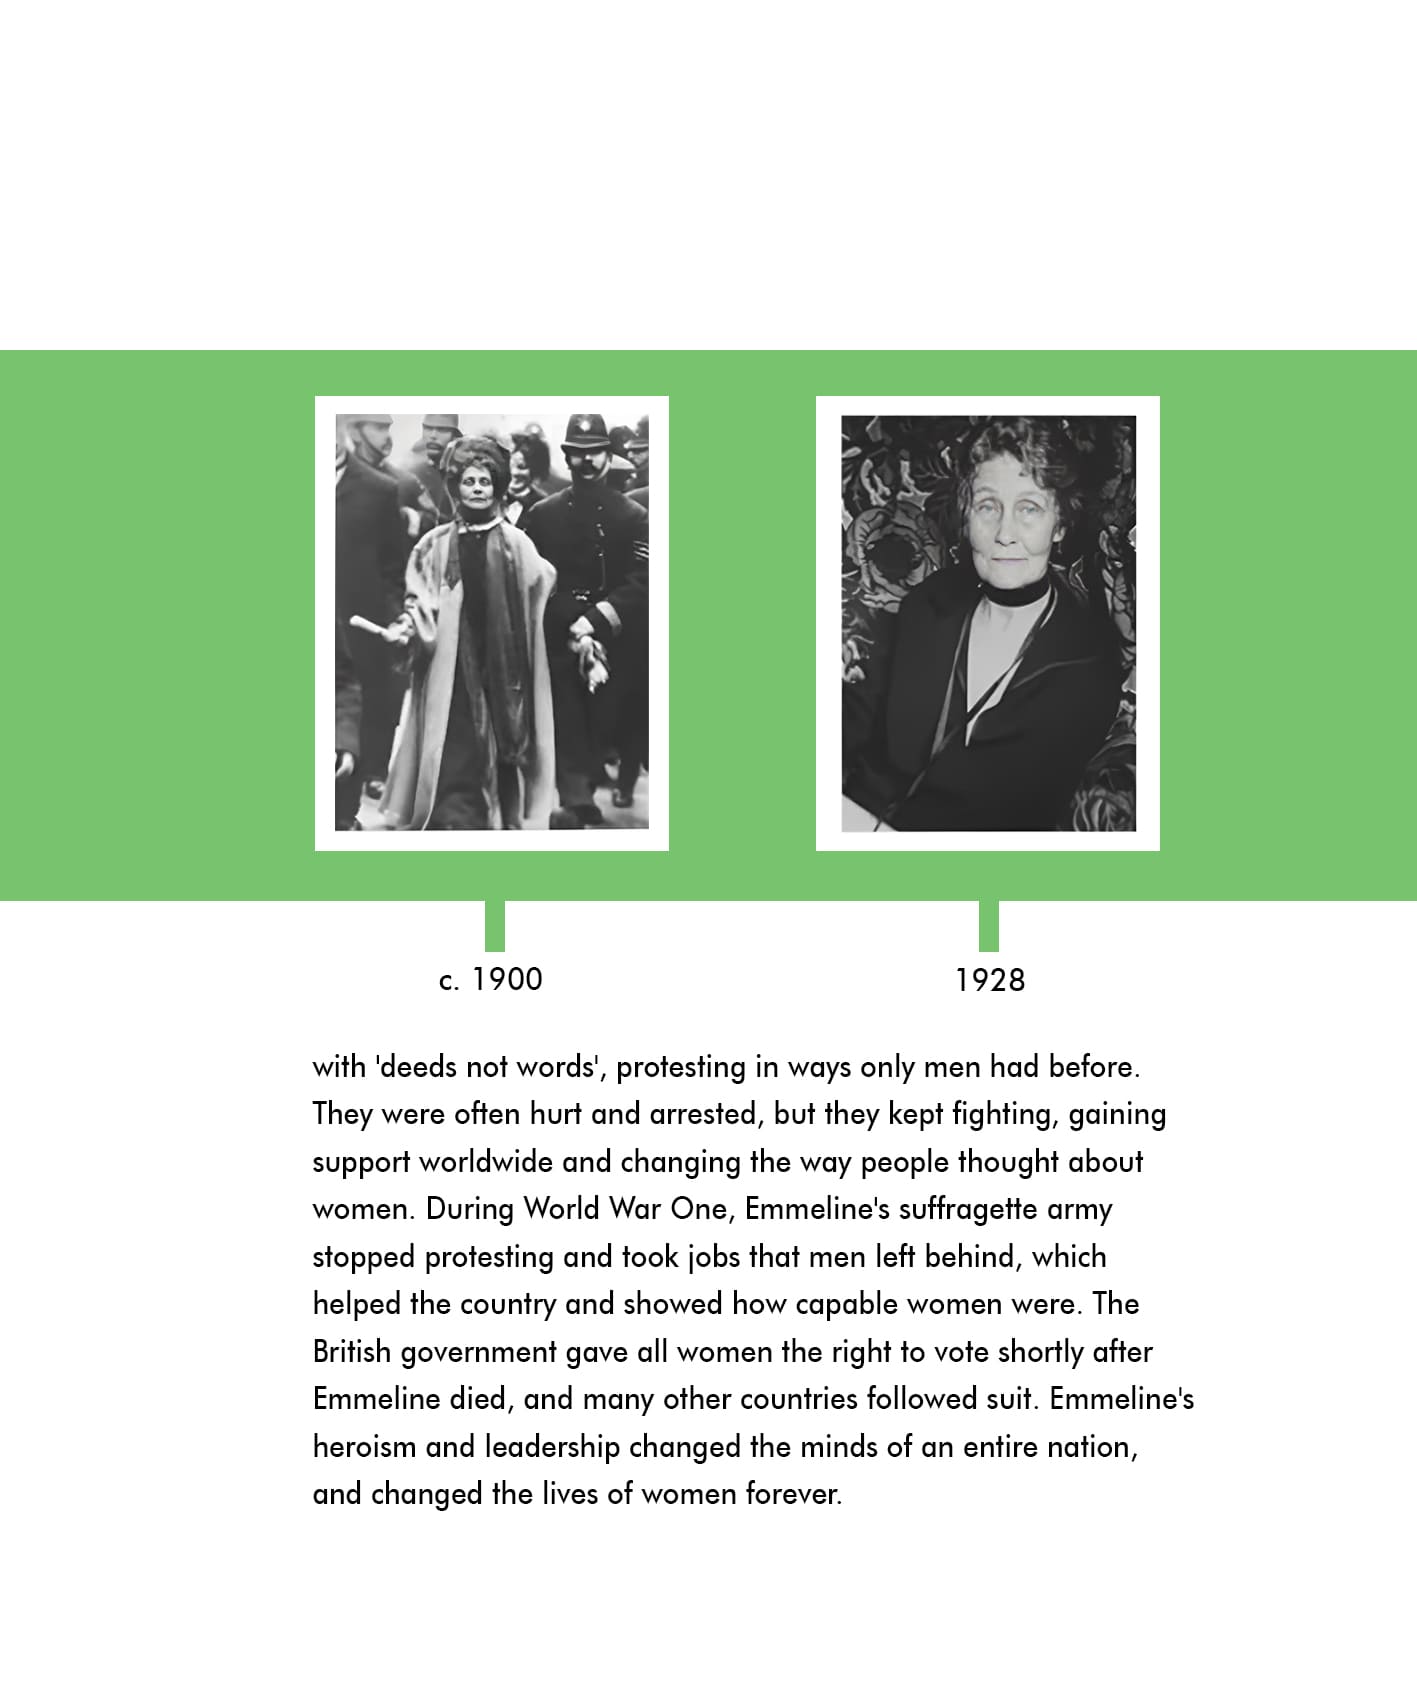 c. 1900
1928
with 'deeds not words', protesting in ways only men had before.
They were often hurt and arrested, but they kept fighting, gaining
support worldwide and changing the way people thought about
women. During World War One, Emmeline's suffragette army
stopped protesting and took jobs that men left behind, which
helped the country and showed how capable women were. The
British government gave all women the right to vote shortly after
Emmeline died, and many other countries followed suit. Emmeline's
heroism and leadership changed the minds of an entire nation,
and changed the lives of women forever.